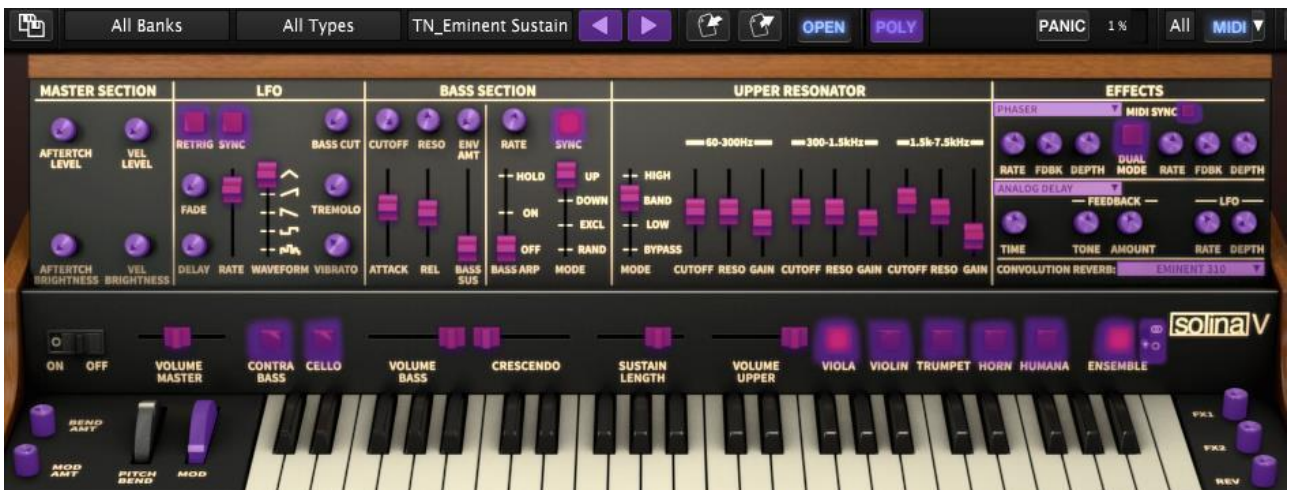 All Banks All Types TN_Eminent Sustain OPEN POLY PANIC 1 % All MIDI
MASTER SECTION LFO BASS SECTION UPPER RESONATOR EFFECTS
PHASER MIDI SYNC
AFTERTCH LEVEL VEL LEVEL RETRIG SYNC BASS CUT CUTOFF RESO ENV AMT RATE SYNC 60-300Hz 300-1.5kHz 1.5k-7.5kHz
RATE FDBK DEPTH DUAL MODE RATE FDBK DEPTH
HOLD UP HIGH
ANALOG DELAY
FADE TREMOLO ON DOWN BAND FEEDBACK LFO
EXCL LOW
OFF RAND BYPASS TIME TONE AMOUNT RATE DEPTH
AFTERTCH BRIGHTNESS VEL BRIGHTNESS DELAY RATE WAVEFORM VIBRATO ATTACK REL BASS SUS BASS ARP MODE MODE CUTOFF RESO GAIN CUTOFF RESO GAIN CUTOFF RESO GAIN CONVOLUTION REVERB: EMINENT 310
solina V
ON OFF VOLUME MASTER CONTRA BASS CELLO VOLUME BASS CRESCENDO SUSTAIN LENGTH VOLUME UPPER VIOLA VIOLIN TRUMPET HORN HUMANA ENSEMBLE
BEND AMT FX1
MOD AMT PITCH BEND MOD FX2
REV